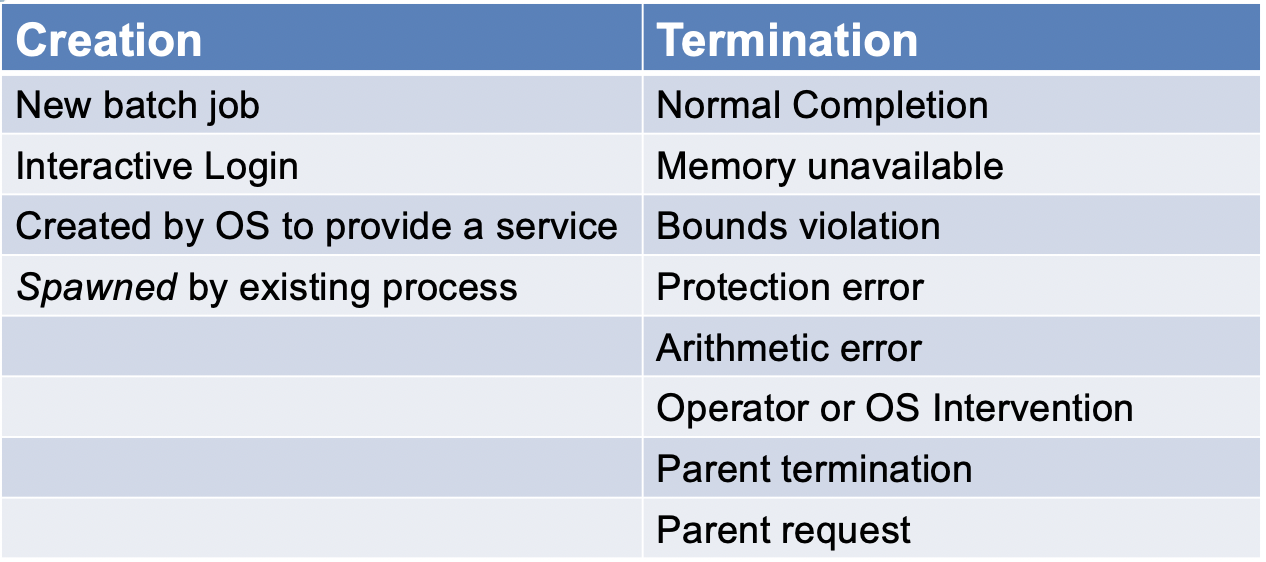 Creation
Termination
New batch job
Normal Completion
Interactive Login
Memory unavailable
Created by OS to provide a service
Bounds violation
Spawned by existing process
Protection error
Arithmetic error
Operator or OS Intervention
Parent termination
Parent request